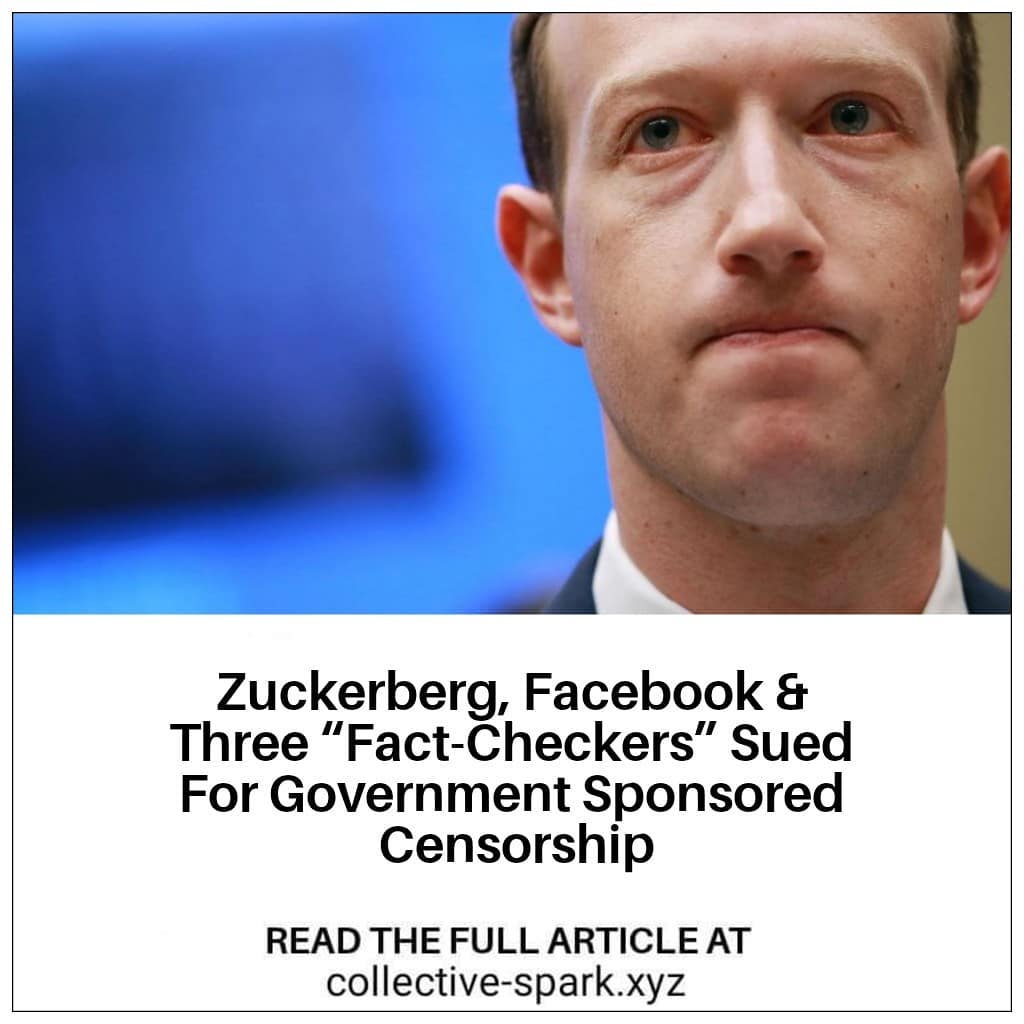 Zuckerberg, Facebook &
Three “Fact-Checkers” Sued
For Government Sponsored
Censorship
READ THE FULL ARTICLE AT
collective-spark.xyz